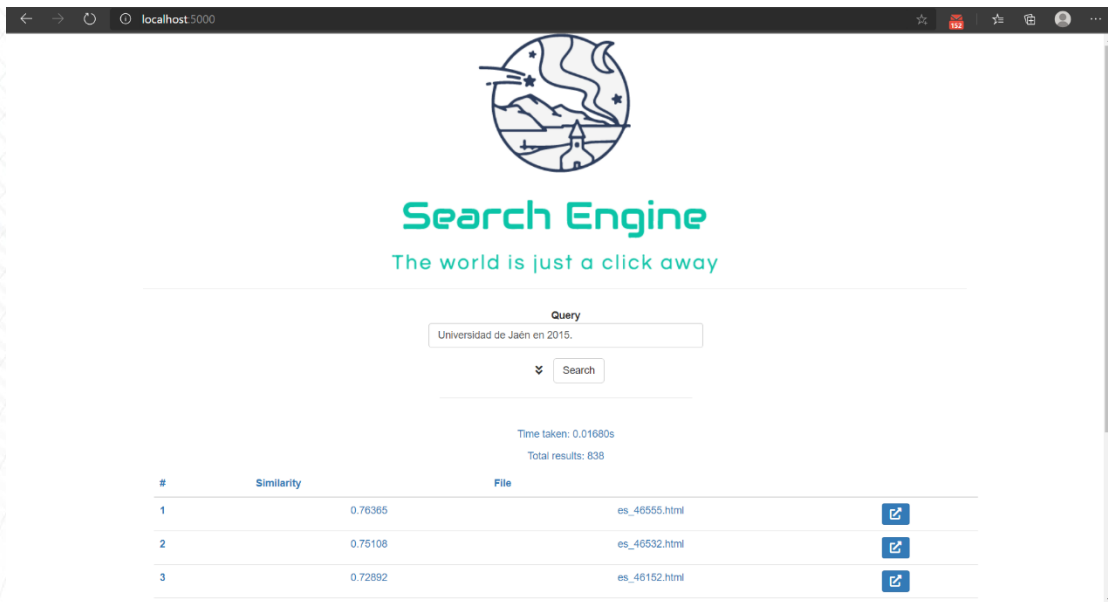 localhost:5000
152
Search Engine
The world is just a click away
Query
Universidad de Jaén en 2015.
Search
Time taken: 0.01680s
Total results: 838
# Similarity File
1 0.76365 es_46555.html
2 0.75108 es_46532.html
3 0.72892 es_46152.html